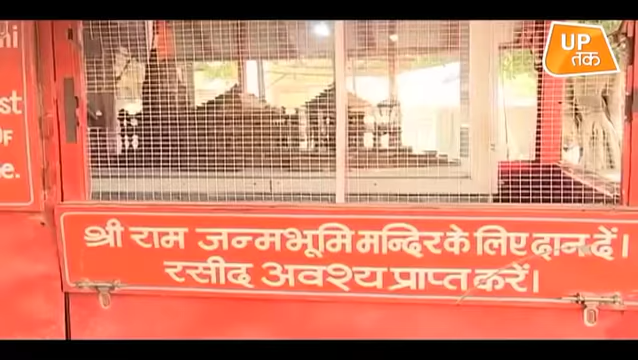 UP
तक
श्री राम जन्मभूमि मन्दिर के लिए दान दें।
रसीद अवश्य प्राप्त करें।